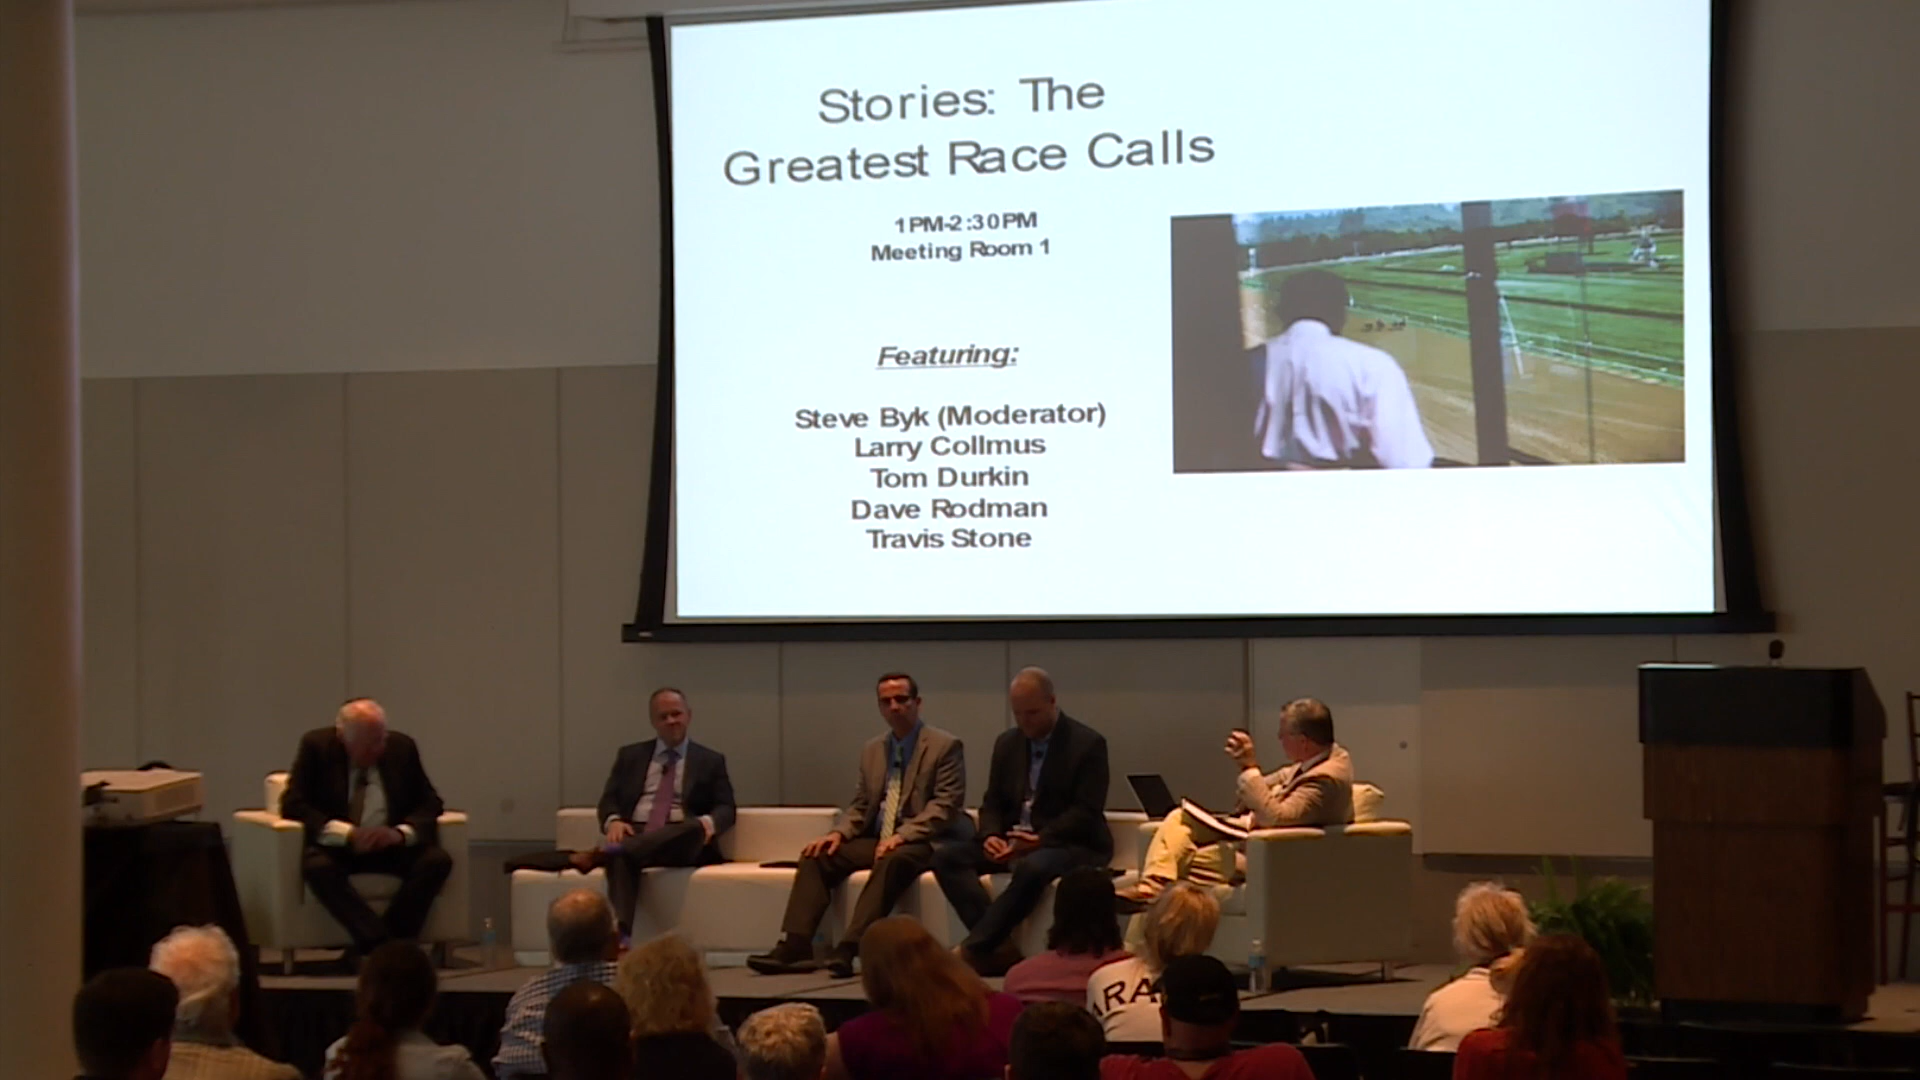 Stories: The
Greatest Race Calls
1PM-2:30PM
Meeting Room 1
Featuring:
Steve Byk (Moderator)
Larry Collmus
Tom Durkin
Dave Rodman
Travis Stone
ARA